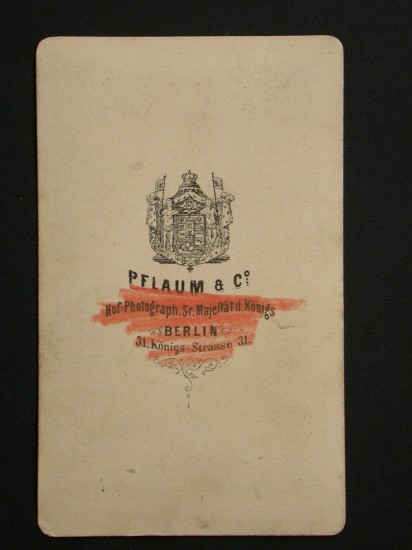 PFLAUM & Cº
Hof-Photograph. Sr. Majestät d. Königs
BERLIN
31. Königs-Strasse 31.